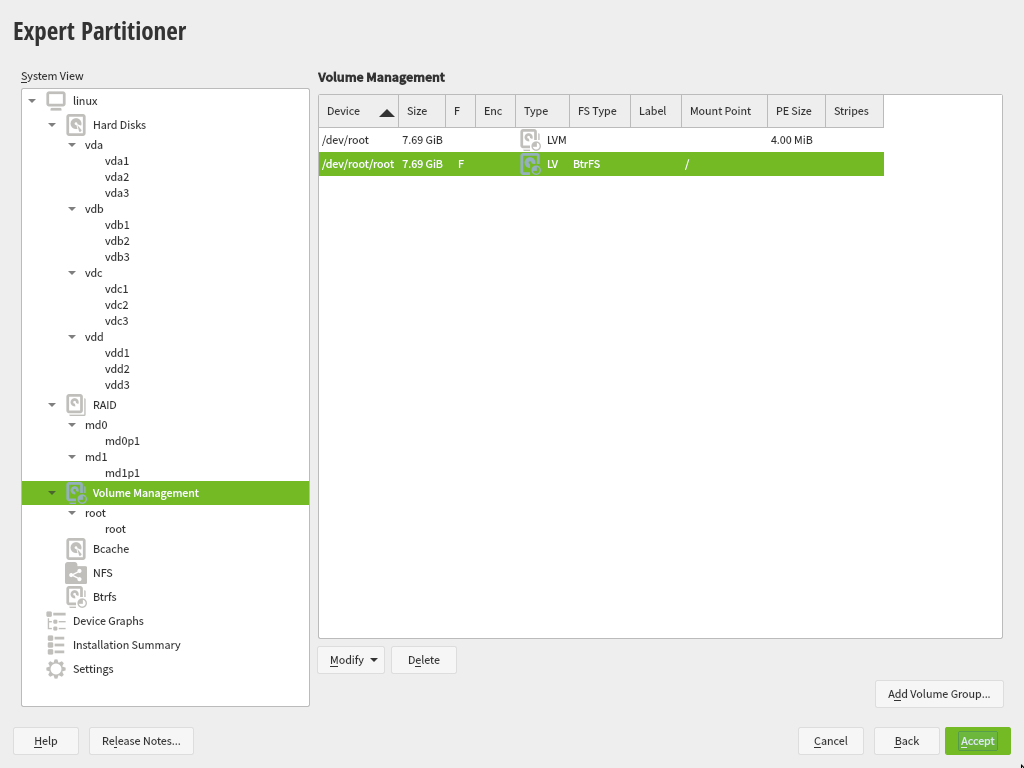 Expert Partitioner
System View
linux
Hard Disks
vda
vda1
vda2
vda3
vdb
vdb1
vdb2
vdb3
vdc
vdc1
vdc2
vdc3
vdd
vdd1
vdd2
vdd3
RAID
md0
md0p1
md1
md1p1
Volume Management
root
root
Bcache
NFS
Btrfs
Device Graphs
Installation Summary
Settings
Volume Management
Device Size F Enc Type FS Type Label Mount Point PE Size Stripes
/dev/root 7.69 GiB LVM 4.00 MiB
/dev/root/root 7.69 GiB F LV BtrFS /
Modify Delete
Add Volume Group...
Help Release Notes... Cancel Back Accept